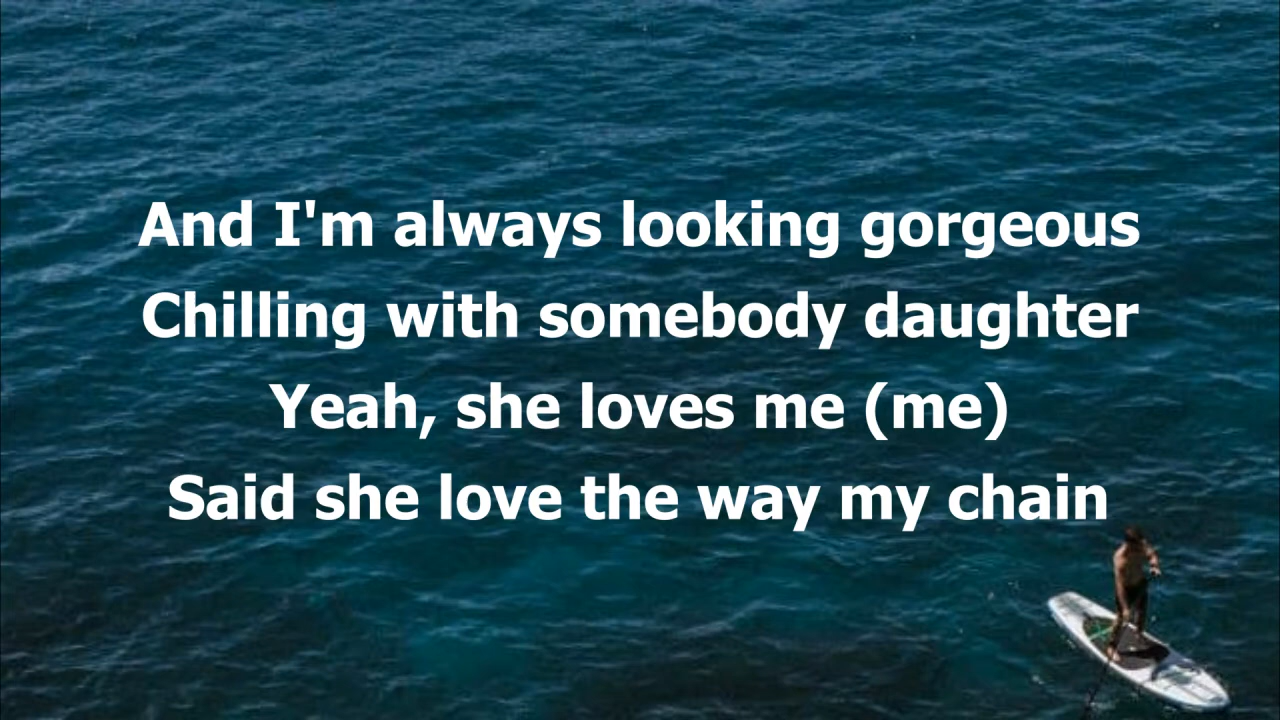 And I'm always looking gorgeous
Chilling with somebody daughter
Yeah, she loves me (me)
Said she love the way my chain